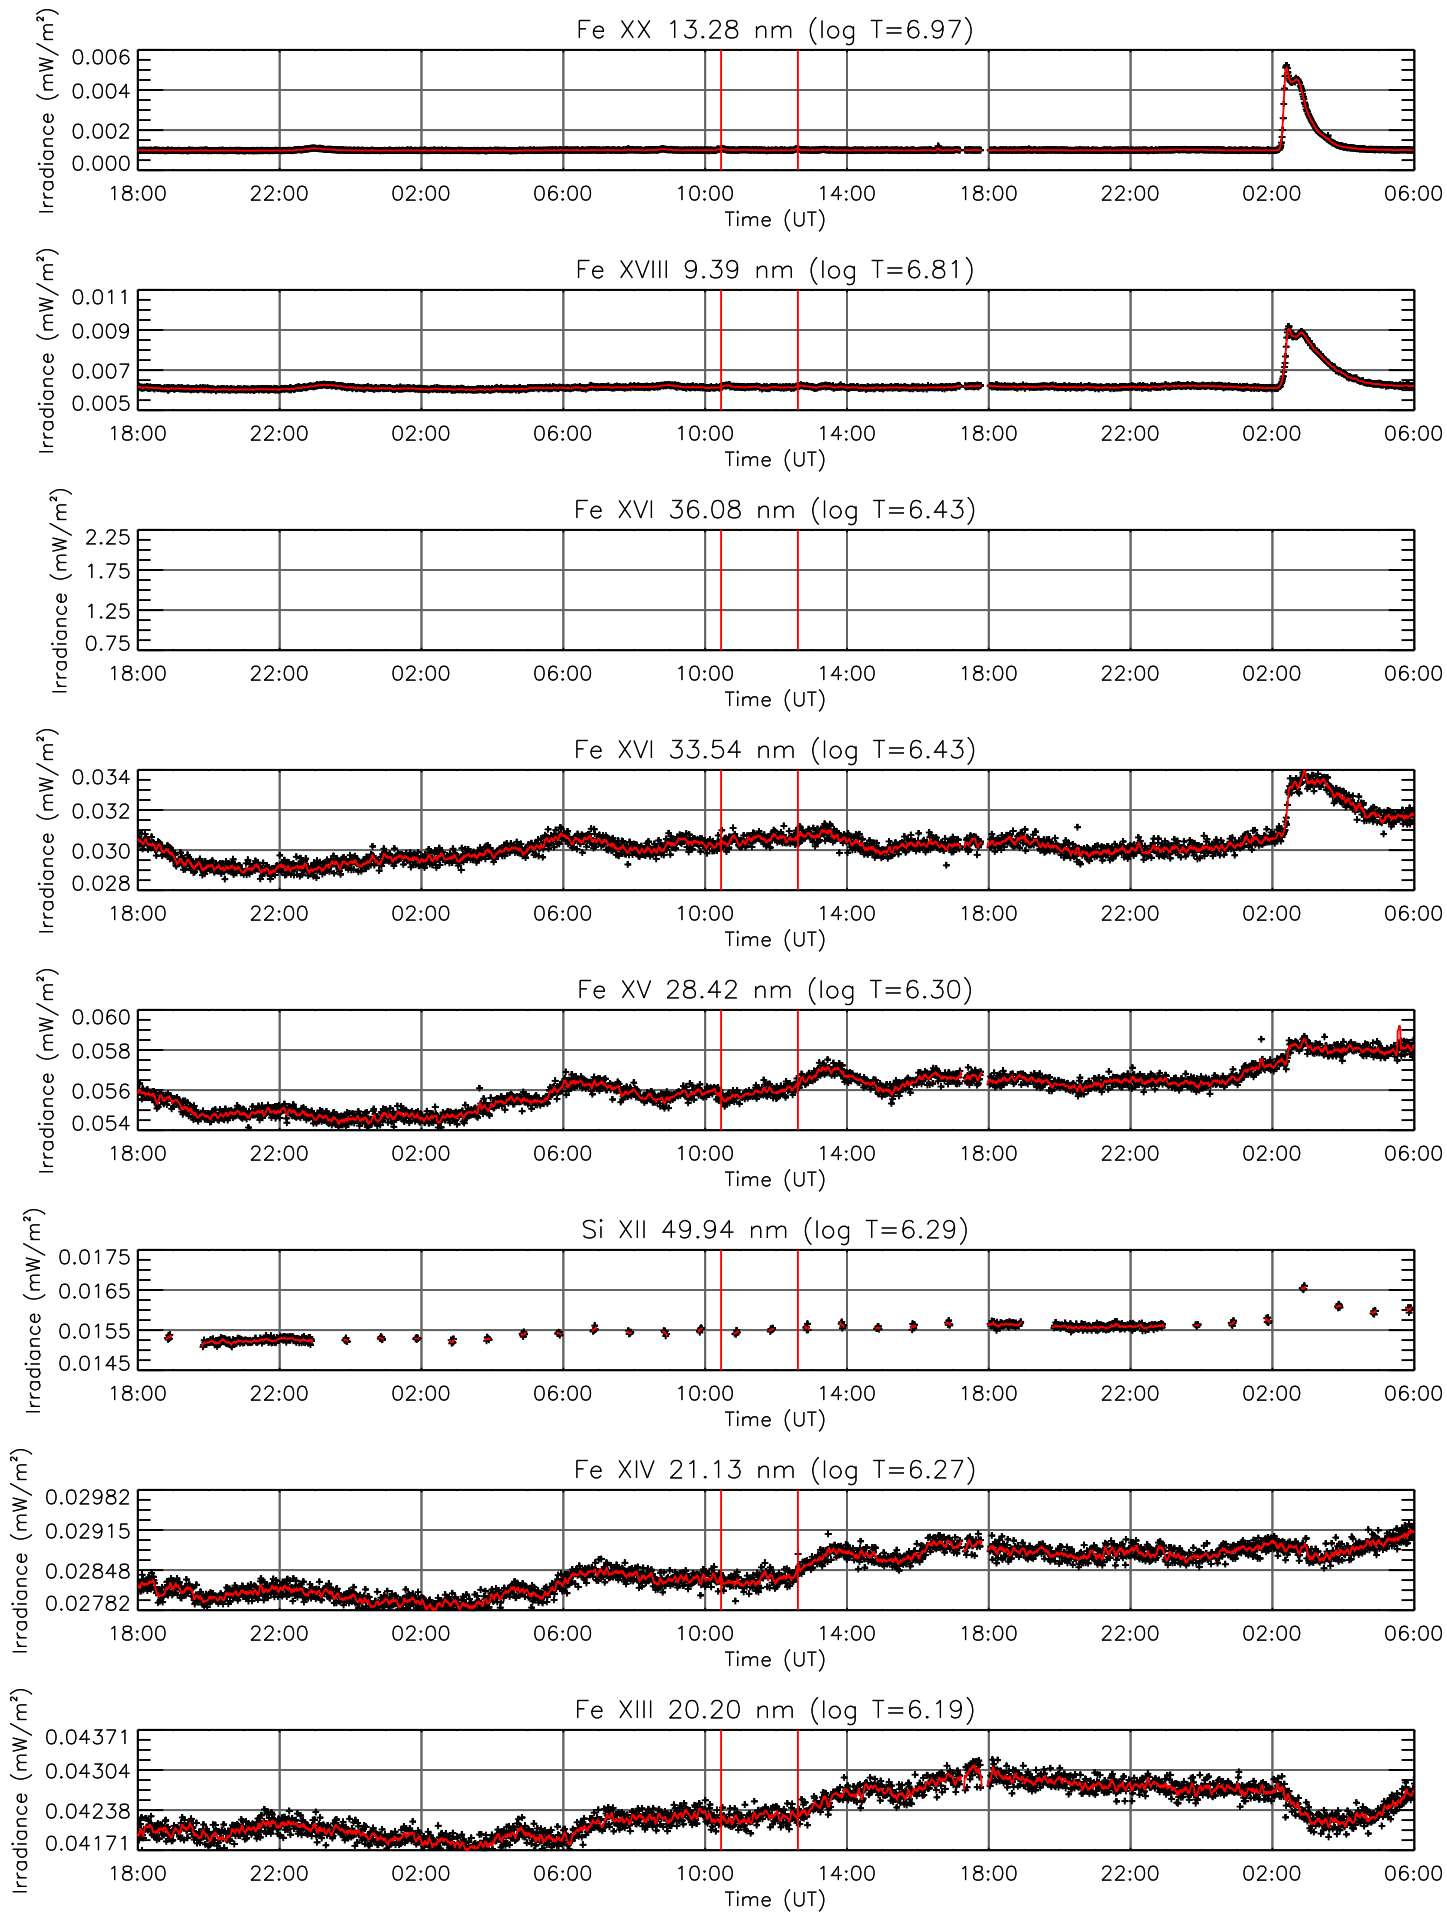 Fe XX 13.28 nm (log T=6.97)
Irradiance (mW/m²)
0.006
0.004
0.002
0.000
18:00 22:00 02:00 06:00 10:00 14:00 18:00 22:00 02:00 06:00
Time (UT)
Fe XVIII 9.39 nm (log T=6.81)
Irradiance (mW/m²)
0.011
0.009
0.007
0.005
18:00 22:00 02:00 06:00 10:00 14:00 18:00 22:00 02:00 06:00
Time (UT)
Fe XVI 36.08 nm (log T=6.43)
Irradiance (mW/m²)
2.25
1.75
1.25
0.75
18:00 22:00 02:00 06:00 10:00 14:00 18:00 22:00 02:00 06:00
Time (UT)
Fe XVI 33.54 nm (log T=6.43)
Irradiance (mW/m²)
0.034
0.032
0.030
0.028
18:00 22:00 02:00 06:00 10:00 14:00 18:00 22:00 02:00 06:00
Time (UT)
Fe XV 28.42 nm (log T=6.30)
Irradiance (mW/m²)
0.060
0.058
0.056
0.054
18:00 22:00 02:00 06:00 10:00 14:00 18:00 22:00 02:00 06:00
Time (UT)
Si XII 49.94 nm (log T=6.29)
Irradiance (mW/m²)
0.0175
0.0165
0.0155
0.0145
18:00 22:00 02:00 06:00 10:00 14:00 18:00 22:00 02:00 06:00
Time (UT)
Fe XIV 21.13 nm (log T=6.27)
Irradiance (mW/m²)
0.02982
0.02915
0.02848
0.02782
18:00 22:00 02:00 06:00 10:00 14:00 18:00 22:00 02:00 06:00
Time (UT)
Fe XIII 20.20 nm (log T=6.19)
Irradiance (mW/m²)
0.04371
0.04304
0.04238
0.04171
18:00 22:00 02:00 06:00 10:00 14:00 18:00 22:00 02:00 06:00
Time (UT)